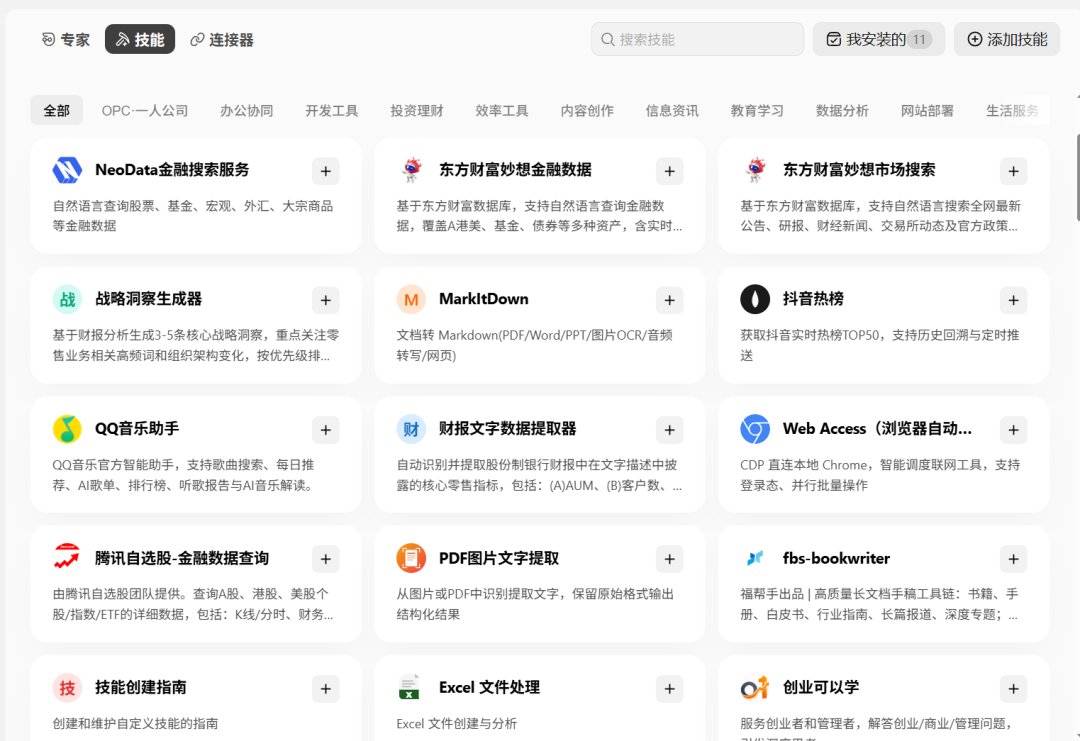 专家 技能 连接器 搜索技能 我安装的 11 添加技能
全部 OPC·一人公司 办公协同 开发工具 投资理财 效率工具 内容创作 信息资讯 教育学习 数据分析 网站部署 生活服务
NeoData金融搜索服务
自然语言查询股票、基金、宏观、外汇、大宗商品
等金融数据
东方财富妙想金融数据
基于东方财富数据库，支持自然语言查询金融数
据，覆盖A港美、基金、债券等多种资产，含实时...
东方财富妙想市场搜索
基于东方财富数据库，支持自然语言搜索全网最新
公告、研报、财经新闻、交易所动态及官方政策...
战 战略洞察生成器
基于财报分析生成3-5条核心战略洞察，重点关注零
售业务相关高频词和组织架构变化，按优先级排...
M MarkItDown
文档转 Markdown(PDF/Word/PPT/图片OCR/音频
转写/网页)
抖音热榜
获取抖音实时热榜TOP50，支持历史回溯与定时推
送
QQ音乐助手
QQ音乐官方智能助手，支持歌曲搜索、每日推
荐、AI歌单、排行榜、听歌报告与AI音乐解读。
财 财报文字数据提取器
自动识别并提取股份制银行财报中在文字描述中披
露的核心零售指标，包括：(A)AUM、(B)客户数、...
Web Access（浏览器自动...
CDP 直连本地 Chrome，智能调度联网工具，支持
登录态、并行批量操作
腾讯自选股-金融数据查询
由腾讯自选股团队提供。查询A股、港股、美股个
股/指数/ETF的详细数据，包括：K线/分时、财务...
PDF图片文字提取
从图片或PDF中识别提取文字，保留原始格式输出
结构化结果
fbs-bookwriter
福帮手出品 | 高质量长文档手稿工具链：书籍、手
册、白皮书、行业指南、长篇报道、深度专题；...
技 技能创建指南
创建和维护自定义技能的指南
Excel 文件处理
Excel 文件创建与分析
创业可以学
服务创业者和管理者，解答创业/商业/管理问题，